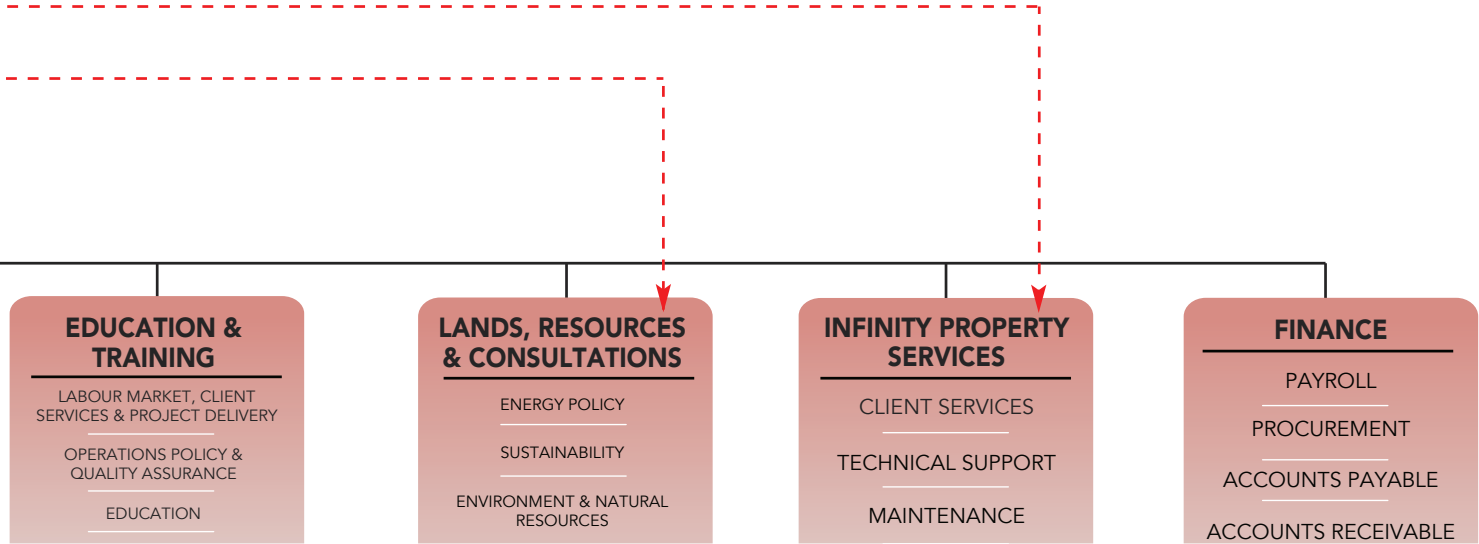 EDUCATION &
TRAINING
LABOUR MARKET, CLIENT
SERVICES & PROJECT DELIVERY
OPERATIONS POLICY &
QUALITY ASSURANCE
EDUCATION
LANDS, RESOURCES
& CONSULTATIONS
ENERGY POLICY
SUSTAINABILITY
ENVIRONMENT & NATURAL
RESOURCES
INFINITY PROPERTY
SERVICES
CLIENT SERVICES
TECHNICAL SUPPORT
MAINTENANCE
FINANCE
PAYROLL
PROCUREMENT
ACCOUNTS PAYABLE
ACCOUNTS RECEIVABLE